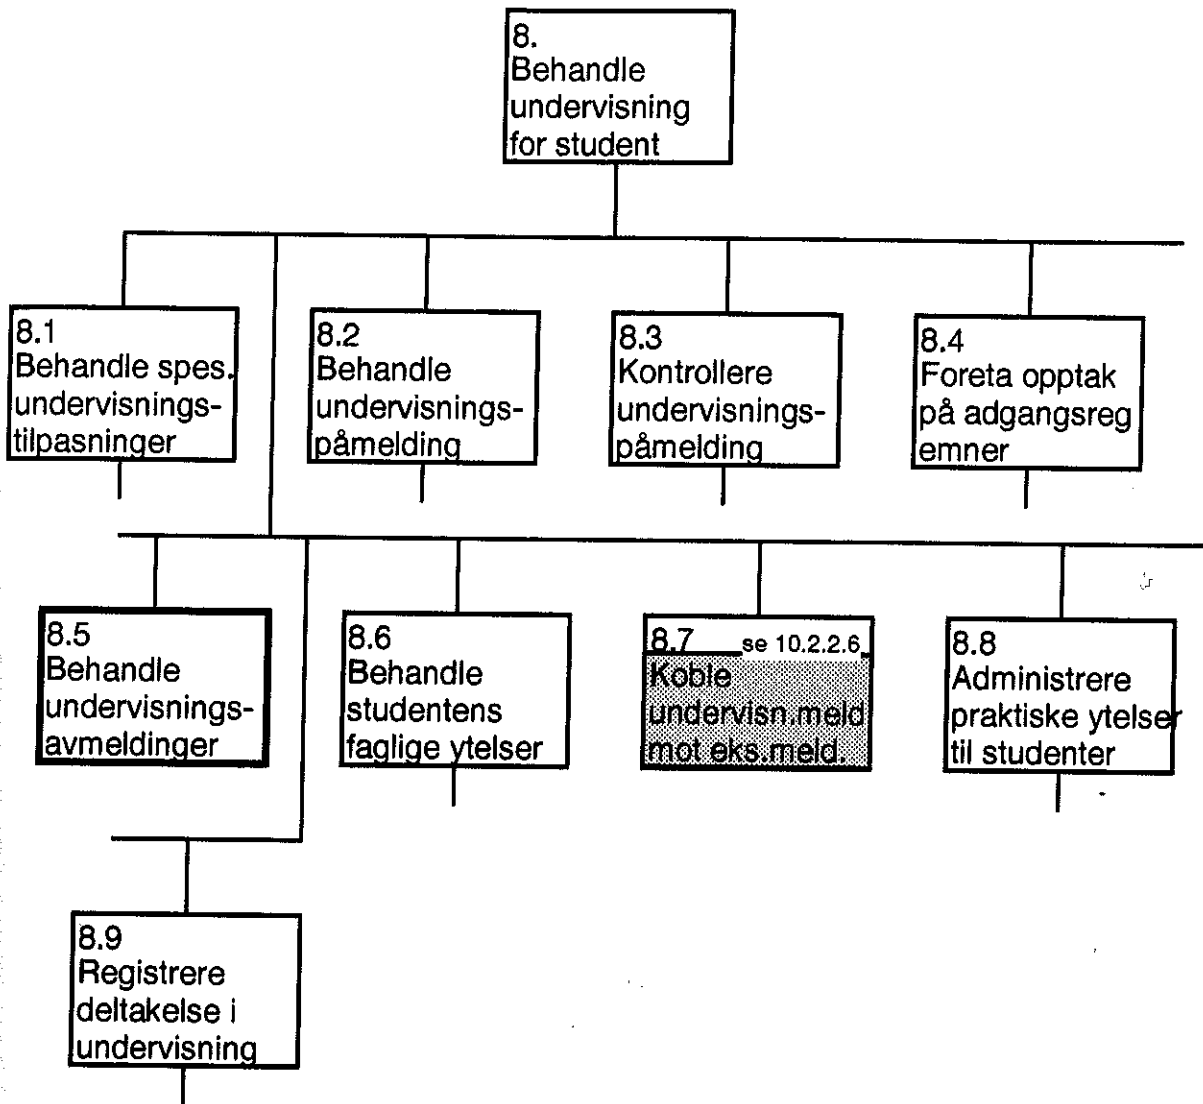 8.
Behandle
undervisning
for student
8.1
Behandle spes.
undervisnings-
tilpasninger
8.2
Behandle
undervisnings-
påmelding
8.3
Kontrollere
undervisnings-
påmelding
8.4
Foreta opptak
på adgangsreg
emner
8.5
Behandle
undervisnings-
avmeldinger
8.6
Behandle
studentens
faglige ytelser
8.7 se 10.2.2.6
Koble
undervisn.meld
mot eks.meld.
8.8
Administrere
praktiske ytelser
til studenter
8.9
Registrere
deltakelse i
undervisning